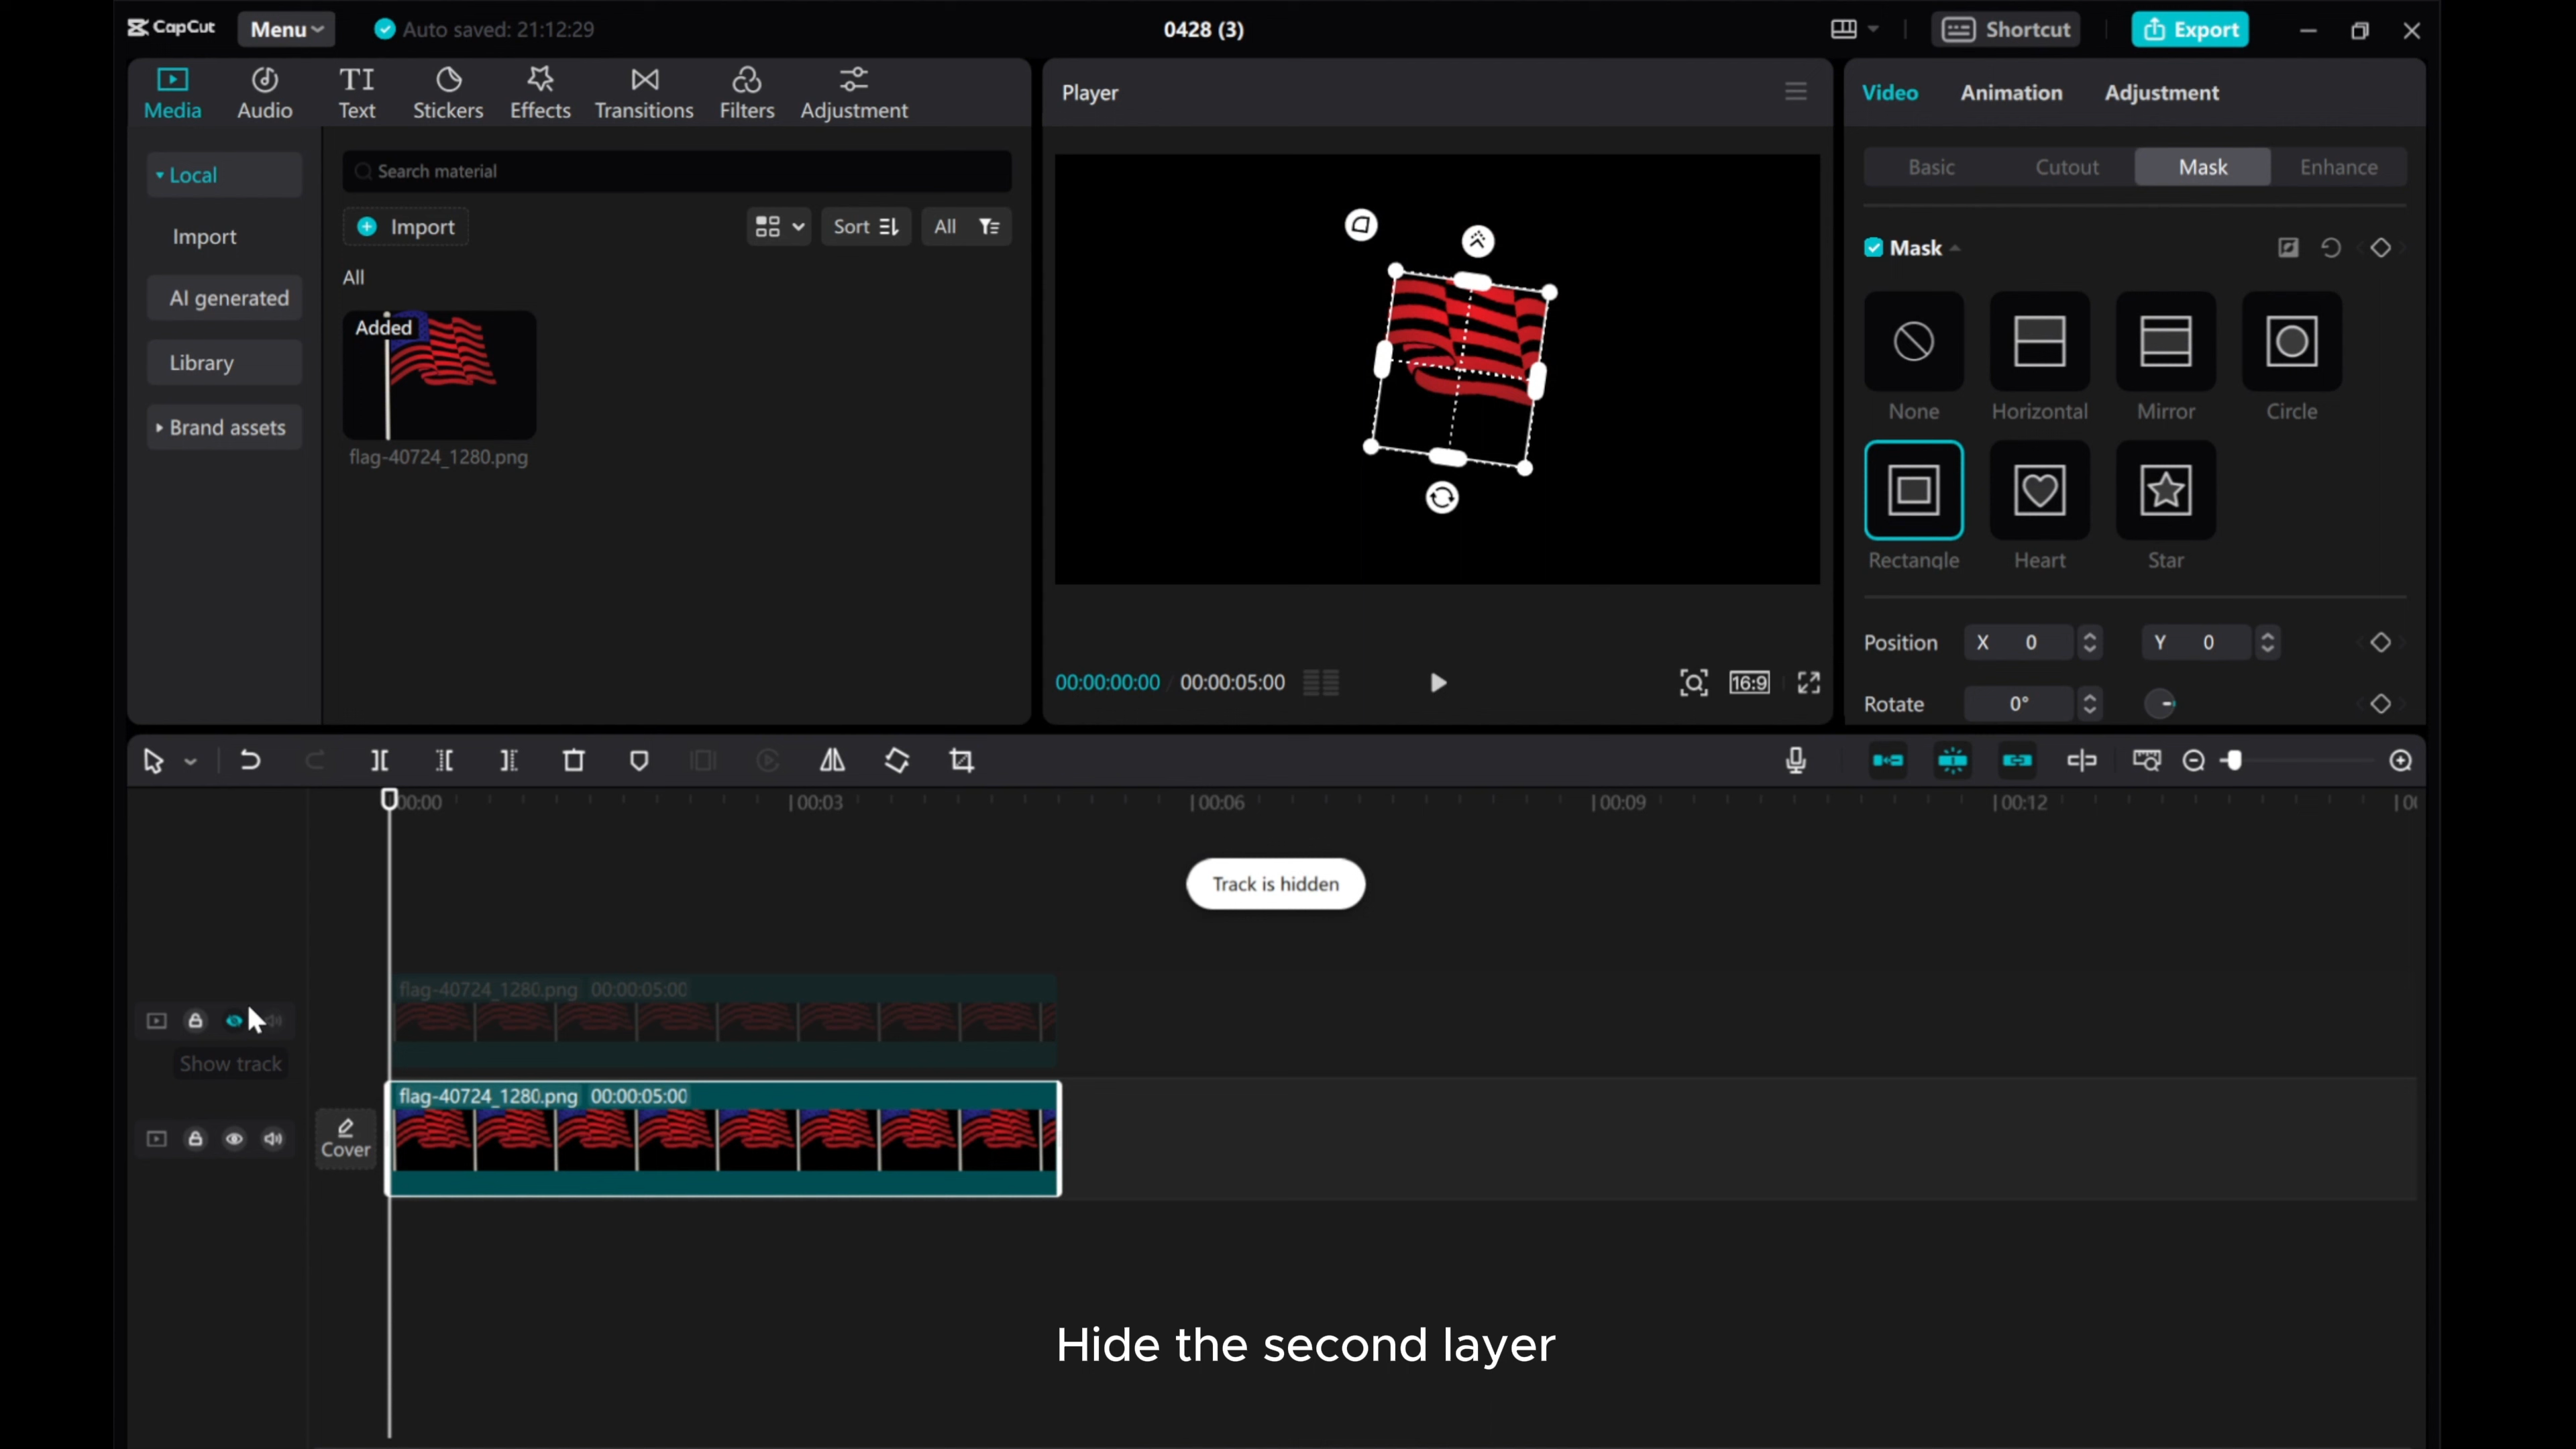 CapCut Menu Auto saved: 21:12:29 0428 (3) Shortcut Export
Media Audio Text Stickers Effects Transitions Filters Adjustment
Local
Import
AI generated
Library
Brand assets
Search material
Import Sort All
All
Added
flag-40724_1280.png
Player
00:00:00:00 / 00:00:05:00 16:9
Video Animation Adjustment
Basic Cutout Mask Enhance
Mask
None Horizontal Mirror Circle
Rectangle Heart Star
Position X 0 Y 0
Rotate 0°
00:00 00:03 00:06 00:09 00:12
Track is hidden
flag-40724_1280.png 00:00:05:00
Show track
flag-40724_1280.png 00:00:05:00
Cover
Hide the second layer